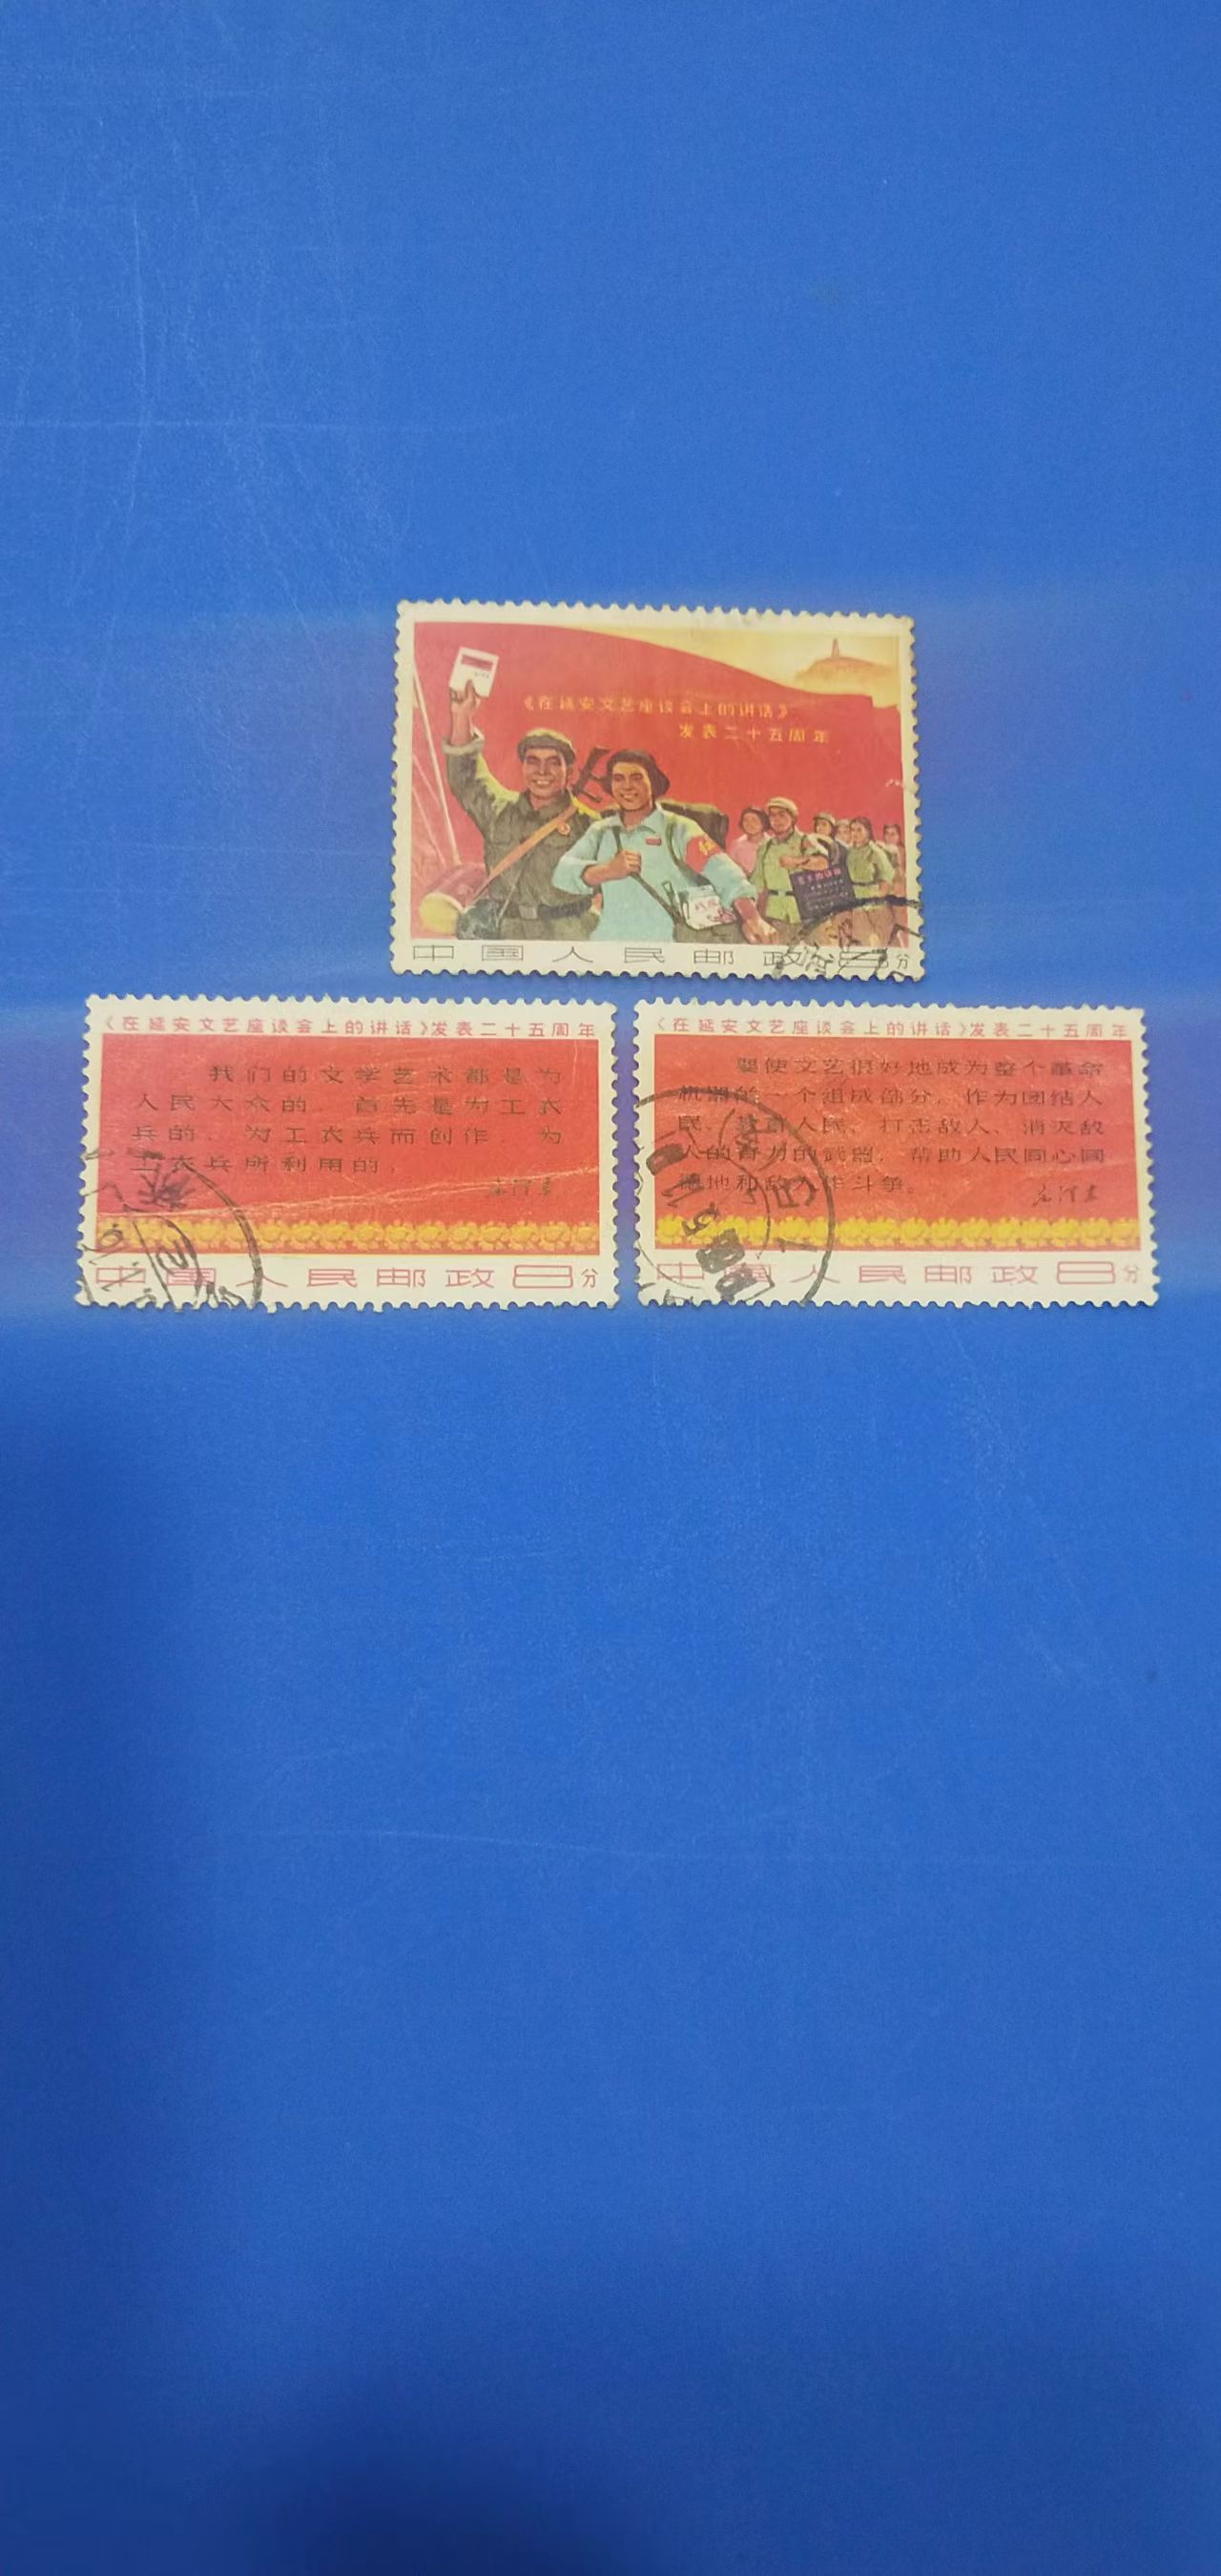 《在延安文艺座谈会上的讲话》
发表二十五周年
中国人民邮政8分
《在延安文艺座谈会上的讲话》发表二十五周年
我们的文学艺术都是为
人民大众的，首先是为工农
兵的，为工农兵而创作，为
工农兵所利用的。
毛泽东
中国人民邮政8分
《在延安文艺座谈会上的讲话》发表二十五周年
要使文艺很好地成为整个革命
机器的一个组成部分，作为团结人
民、教育人民、打击敌人、消灭敌
人的有力的武器，帮助人民同心同
德地和敌人作斗争。
毛泽东
中国人民邮政8分